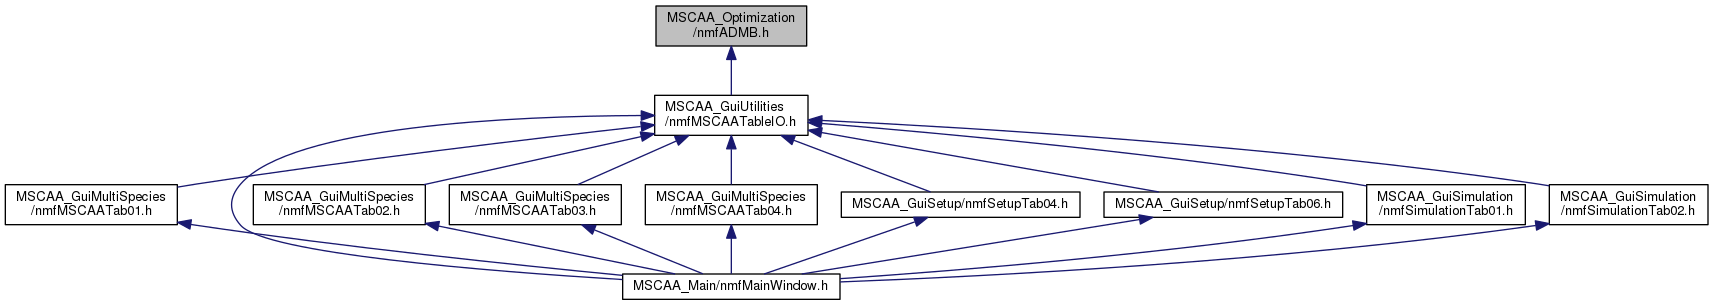 MSCAA_Optimization
/nmfADMB.h
MSCAA_GuiUtilities
/nmfMSCAATableIO.h
MSCAA_GuiMultiSpecies
/nmfMSCAATab01.h
MSCAA_GuiMultiSpecies
/nmfMSCAATab02.h
MSCAA_GuiMultiSpecies
/nmfMSCAATab03.h
MSCAA_GuiMultiSpecies
/nmfMSCAATab04.h
MSCAA_GuiSetup/nmfSetupTab04.h
MSCAA_GuiSetup/nmfSetupTab06.h
MSCAA_GuiSimulation
/nmfSimulationTab01.h
MSCAA_GuiSimulation
/nmfSimulationTab02.h
MSCAA_Main/nmfMainWindow.h